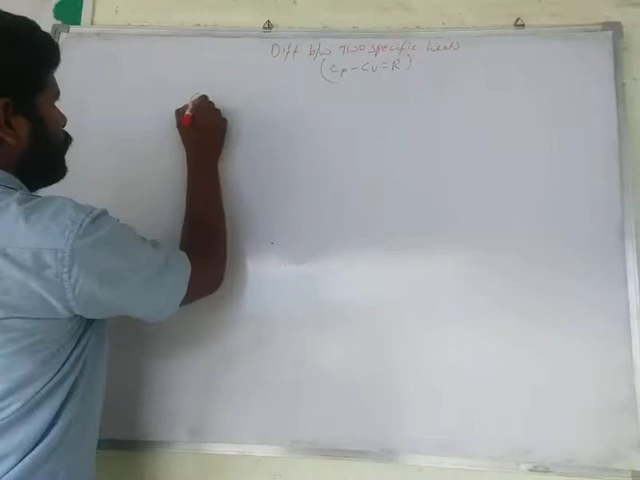 Diff b/w Two specific heats
(Cp - Cv = R)